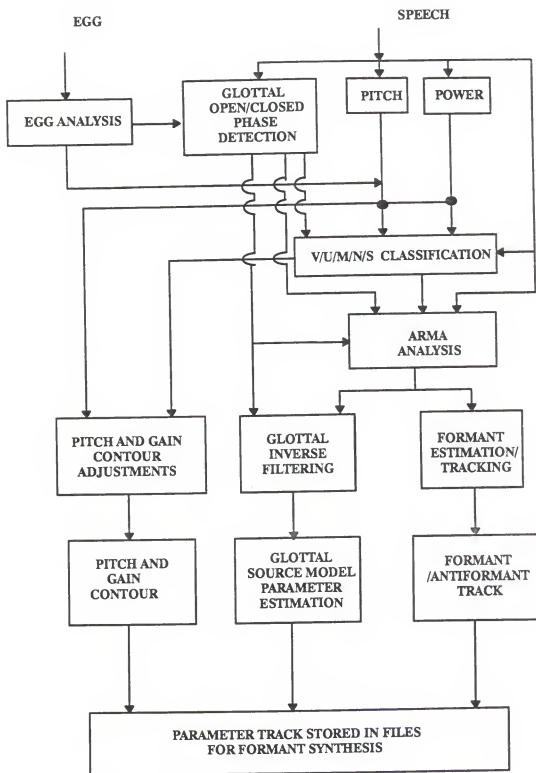 EGG
SPEECH
GLOTTAL
OPEN/CLOSED
PHASE
DETECTION
PITCH
POWER
EGG ANALYSIS
V/U/M/N/S CLASSIFICATION
ARMA
ANALYSIS
PITCH AND GAIN
CONTOUR
ADJUSTMENTS
GLOTTAL
INVERSE
FILTERING
FORMANT
ESTIMATION/
TRACKING
PITCH AND
GAIN
CONTOUR
GLOTTAL
SOURCE MODEL
PARAMETER
ESTIMATION
FORMANT
/ANTIFORMANT
TRACK
PARAMETER TRACK STORED IN FILES
FOR FORMANT SYNTHESIS